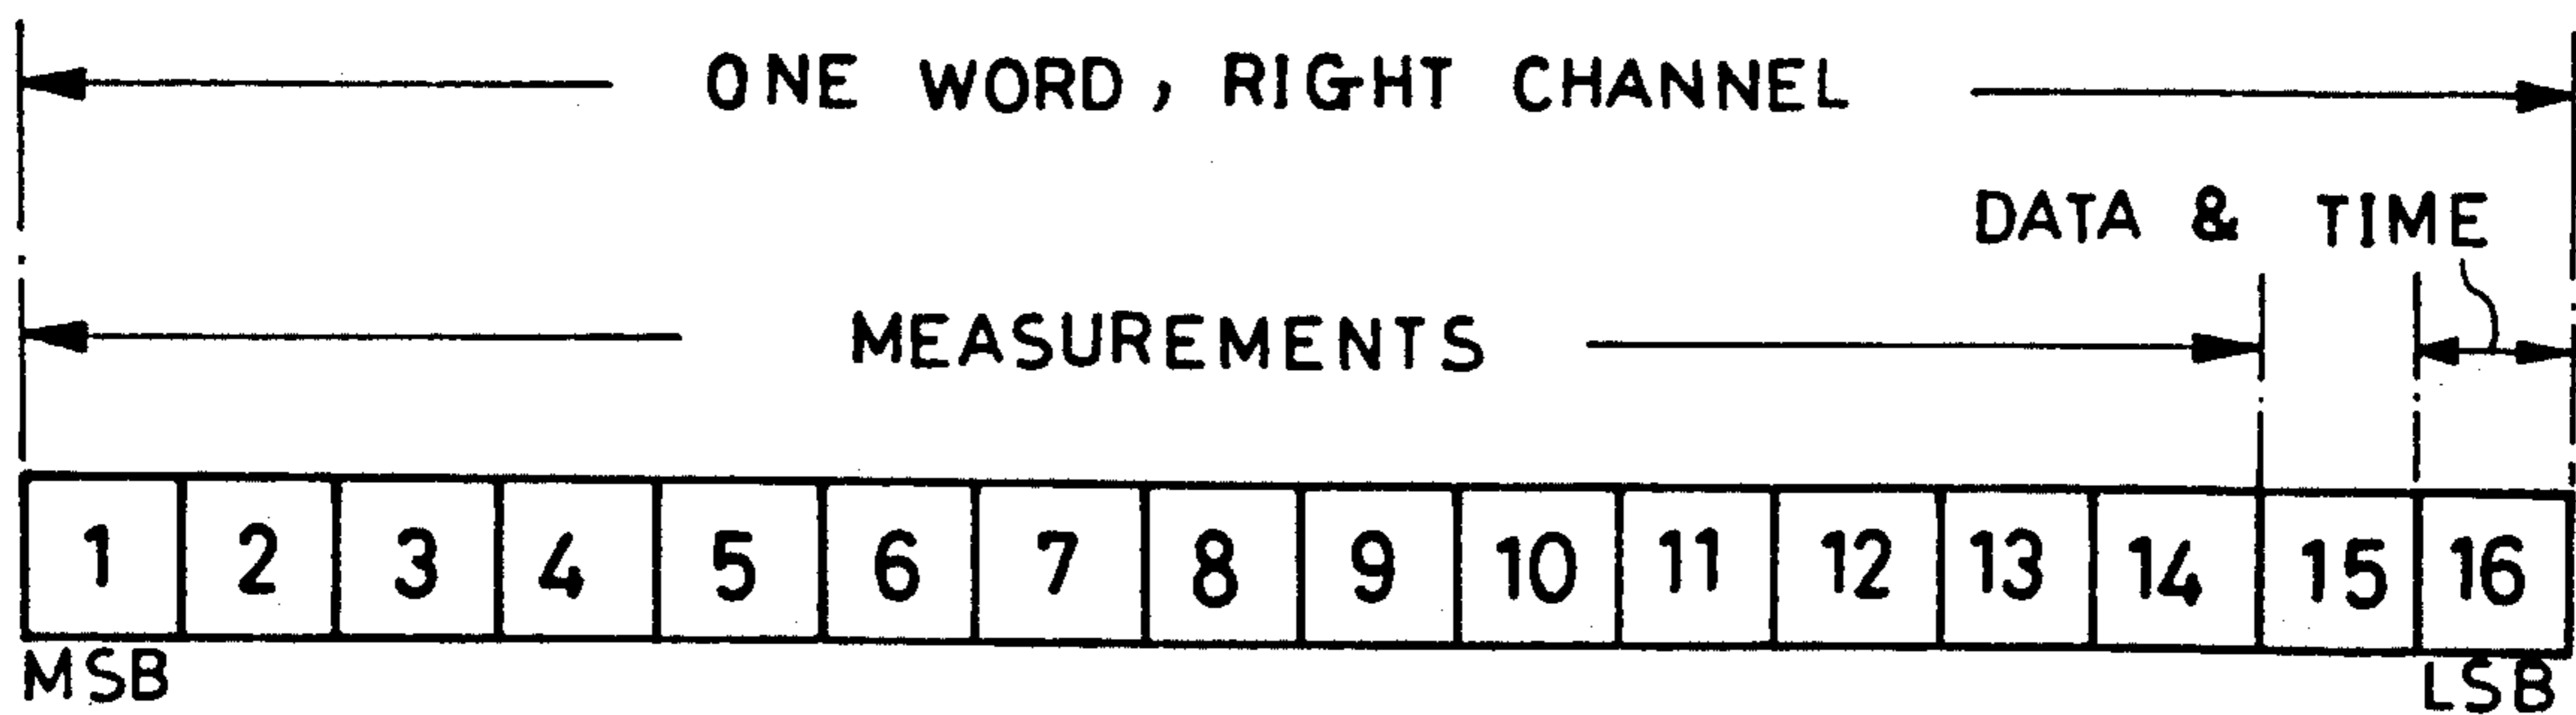 ONE WORD, RIGHT CHANNEL
DATA & TIME
MEASUREMENTS
1 2 3 4 5 6 7 8 9 10 11 12 13 14 15 16
MSB LSB